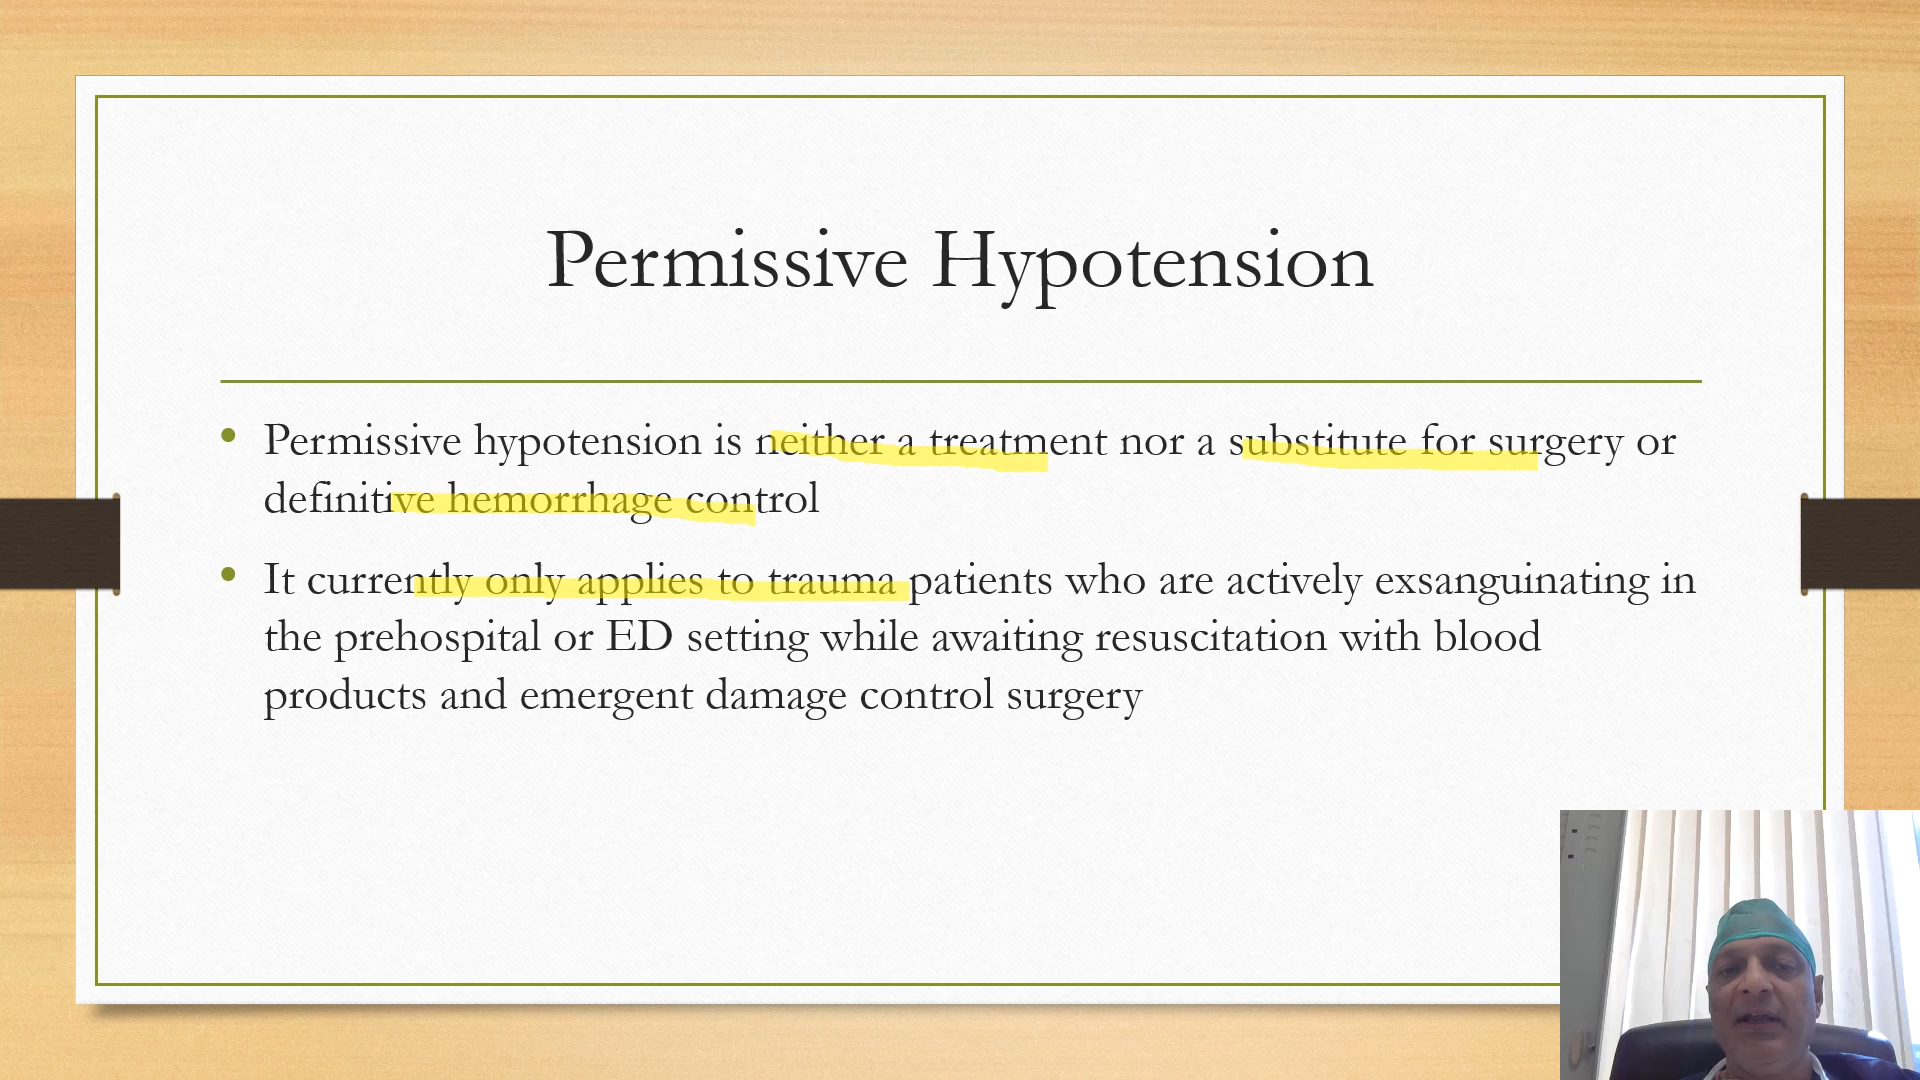 Permissive Hypotension
• Permissive hypotension is neither a treatment nor a substitute for surgery or
definitive hemorrhage control
• It currently only applies to trauma patients who are actively exsanguinating in
the prehospital or ED setting while awaiting resuscitation with blood
products and emergent damage control surgery